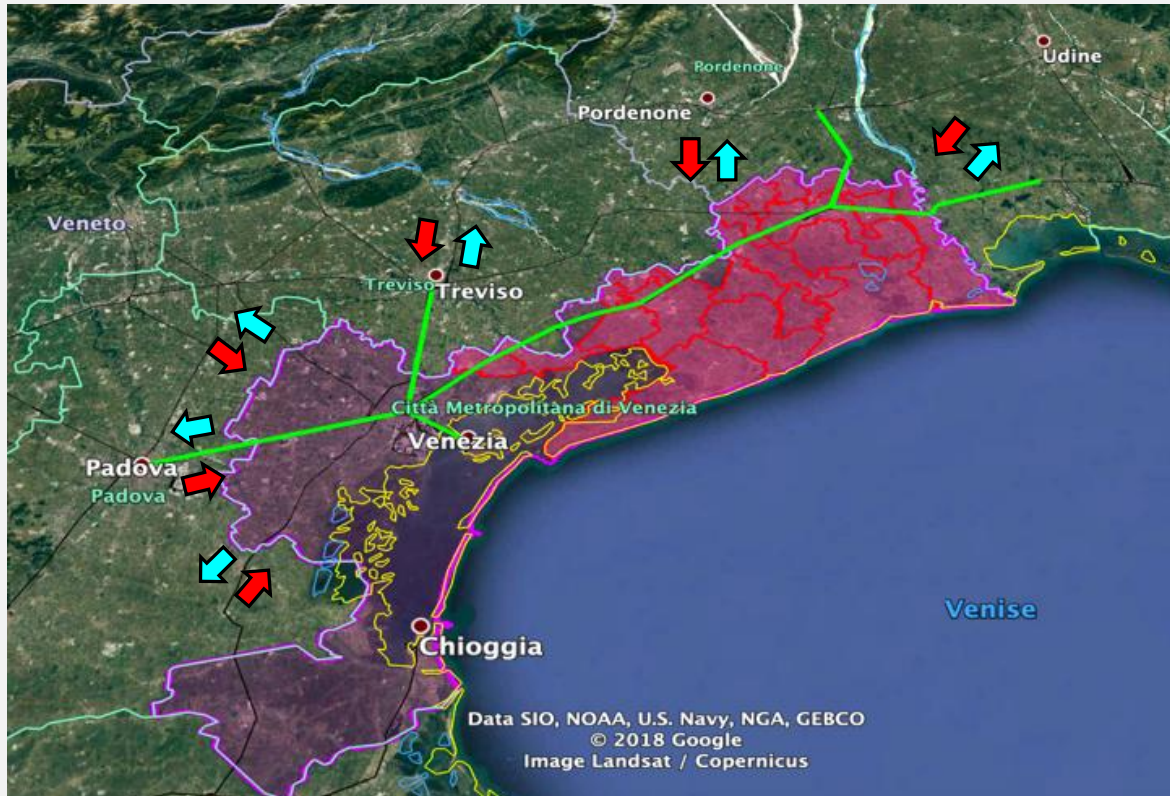 Udine
Pordenone
Pordenone
Veneto
Treviso
Treviso
Città Metropolitana di Venezia
Venezia
Padova
Padova
Venise
Chioggia
Data SIO, NOAA, U.S. Navy, NGA, GEBCO
© 2018 Google
Image Landsat / Copernicus